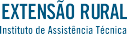 EXTENSÃO RURAL
Instituto de Assistência Técnica